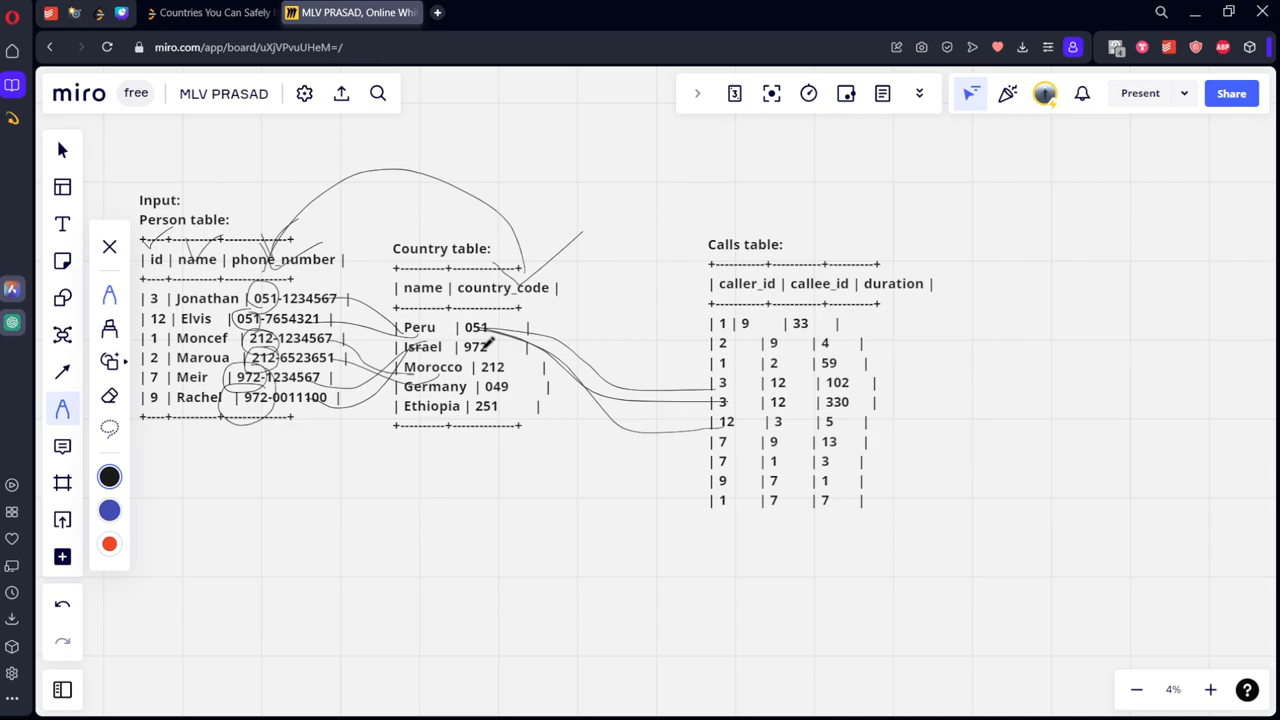 Countries You Can Safely I
MLV PRASAD, Online Whit
miro.com/app/board/uXjVPvuUHeM=/
ABP
miro
free
MLV PRASAD
3
Present
Share
Input:
Person table:
+----+---------+--------------+
| id | name | phone_number |
+----+---------+--------------+
| 3 | Jonathan | 051-1234567 |
| 12 | Elvis | 051-7654321 |
| 1 | Moncef | 212-1234567 |
| 2 | Maroua | 212-6523651 |
| 7 | Meir | 972-1234567 |
| 9 | Rachel | 972-0011100 |
+----+---------+--------------+
Country table:
+----------+--------------+
| name | country_code |
+----------+--------------+
| Peru | 051 |
| Israel | 972 |
| Morocco | 212 |
| Germany | 049 |
| Ethiopia | 251 |
+----------+--------------+
Calls table:
+-----------+-----------+----------+
| caller_id | callee_id | duration |
+-----------+-----------+----------+
| 1 | 9 | 33 |
| 2 | 9 | 4 |
| 1 | 2 | 59 |
| 3 | 12 | 102 |
| 3 | 12 | 330 |
| 12 | 3 | 5 |
| 7 | 9 | 13 |
| 7 | 1 | 3 |
| 9 | 7 | 1 |
| 1 | 7 | 7 |
4%
?